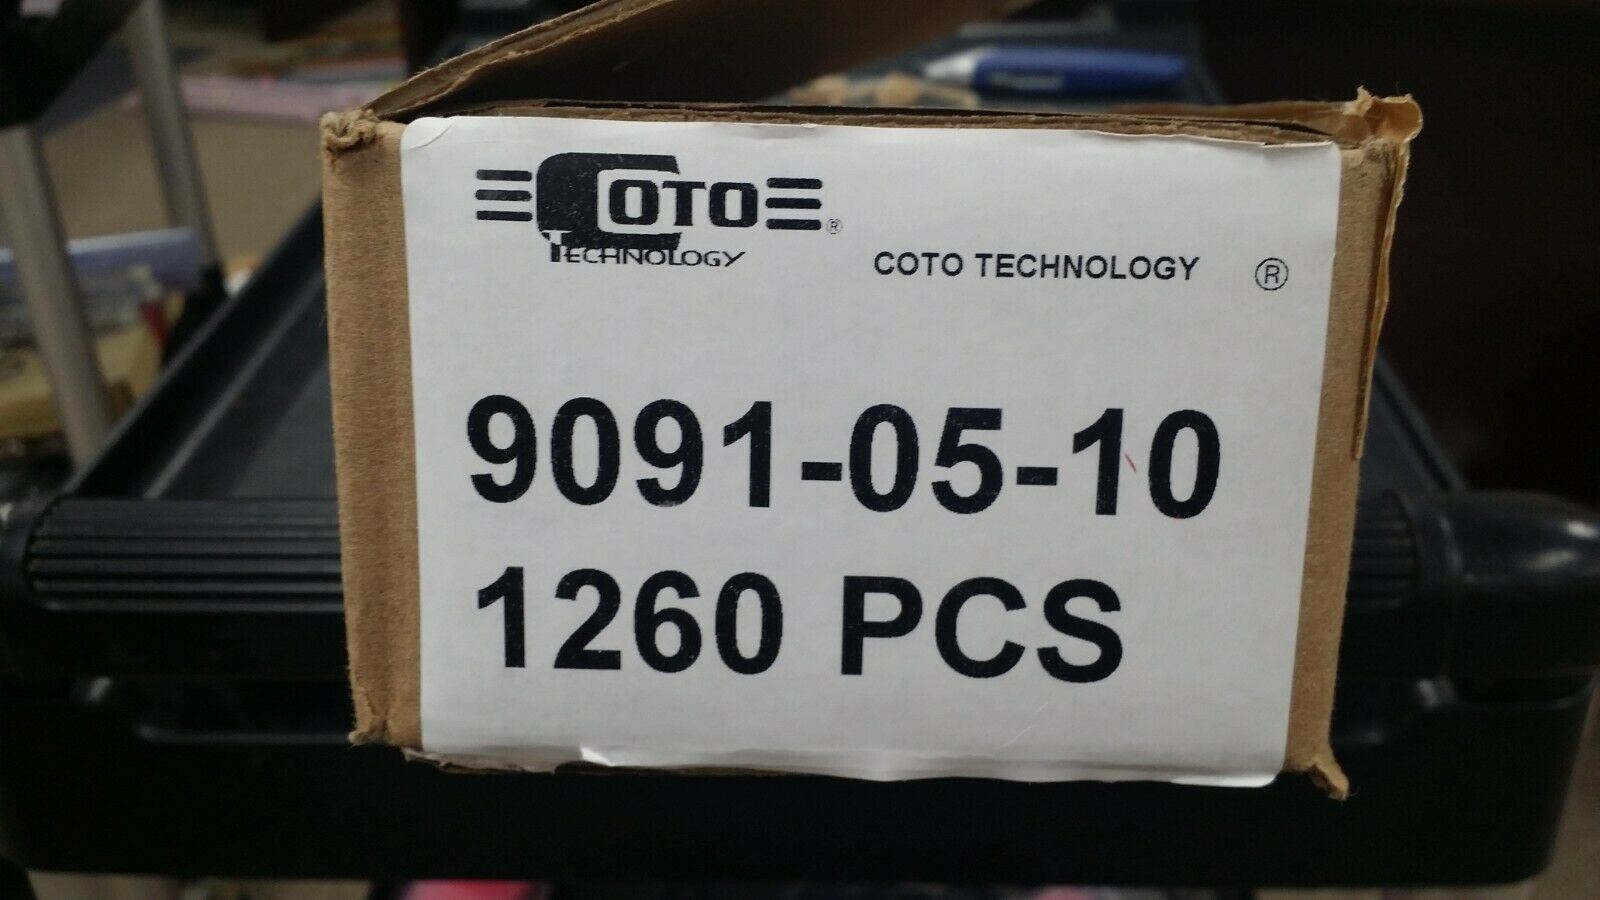 COTO ®
TECHNOLOGY
COTO TECHNOLOGY ®
9091-05-10
1260 PCS